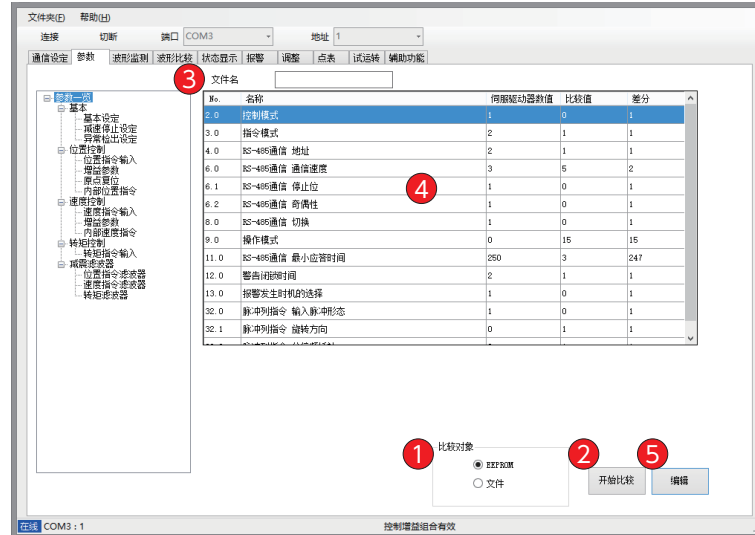 文件夹(F) 帮助(H)
连接 切断 端口 COM3 地址 1
通信设定 参数 波形监测 波形比较 状态显示 报警 调整 点表 试运转 辅助功能
3 文件名
参数一览
基本
基本设定
减速停止设定
异常检出设定
位置控制
位置指令输入
增益参数
原点复位
内部位置指令
速度控制
速度指令输入
增益参数
内部速度指令
转矩控制
转矩指令输入
减震滤波器
位置指令滤波器
速度指令滤波器
转矩滤波器
No. 名称 伺服驱动器数值 比较值 差分
2.0 控制模式 1 0 1
3.0 指令模式 2 1 1
4.0 RS-485通信 地址 2 1 1
6.0 RS-485通信 通信速度 3 5 2
6.1 RS-485通信 停止位 1 0 1
6.2 RS-485通信 奇偶性 1 0 1
8.0 RS-485通信 切换 1 0 1
9.0 操作模式 0 15 15
11.0 RS-485通信 最小应答时间 250 3 247
12.0 警告闭锁时间 2 1 1
13.0 报警发生时机的选择 1 0 1
32.0 脉冲列指令 输入脉冲形态 1 0 1
32.1 脉冲列指令 旋转方向 0 1 1
4
1 比较对象
EEPROM
文件
2 开始比较
5 编辑
在线 COM3 : 1 控制增益组合有效